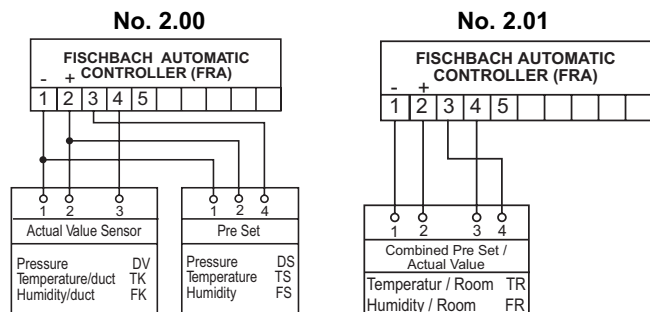 No. 2.00
FISCHBACH AUTOMATIC
CONTROLLER (FRA)
- +
1 2 3 4 5
1 2 3
Actual Value Sensor
Pressure DV
Temperature/duct TK
Humidity/duct FK
1 2 4
Pre Set
Pressure DS
Temperature TS
Humidity FS
No. 2.01
FISCHBACH AUTOMATIC
CONTROLLER (FRA)
- +
1 2 3 4 5
1 2 3 4
Combined Pre Set /
Actual Value
Temperatur / Room TR
Humidity / Room FR